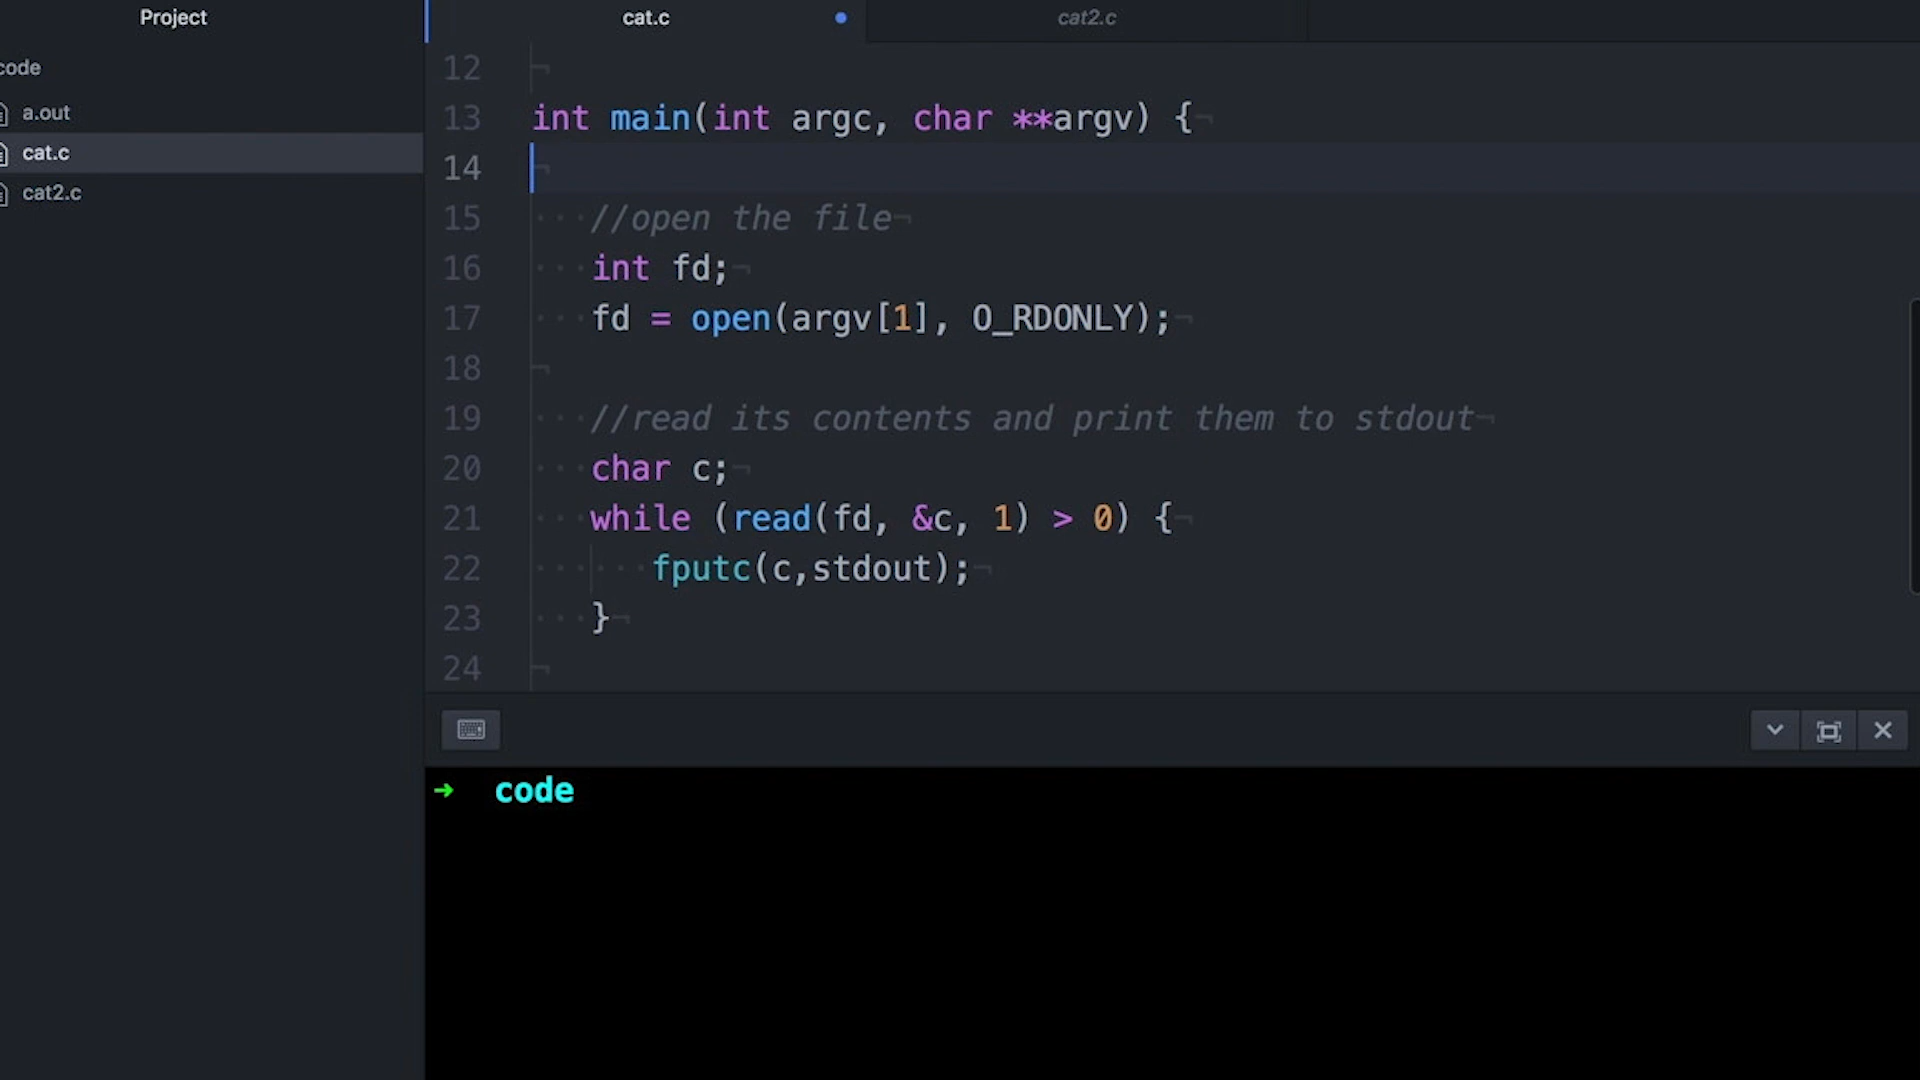 Project
code
a.out
cat.c
cat2.c
cat.c
cat2.c
12
13 int main(int argc, char **argv) {
14
15 //open the file
16 int fd;
17 fd = open(argv[1], O_RDONLY);
18
19 //read its contents and print them to stdout
20 char c;
21 while (read(fd, &c, 1) > 0) {
22 fputc(c,stdout);
23 }
24
➜ code